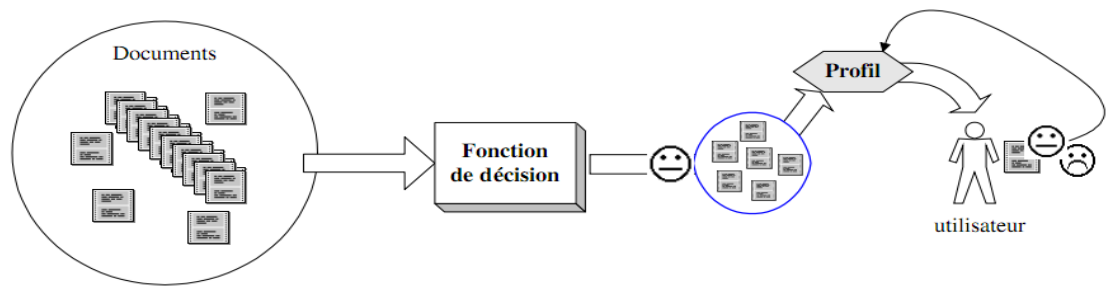 Documents
Fonction
de décision
Profil
utilisateur